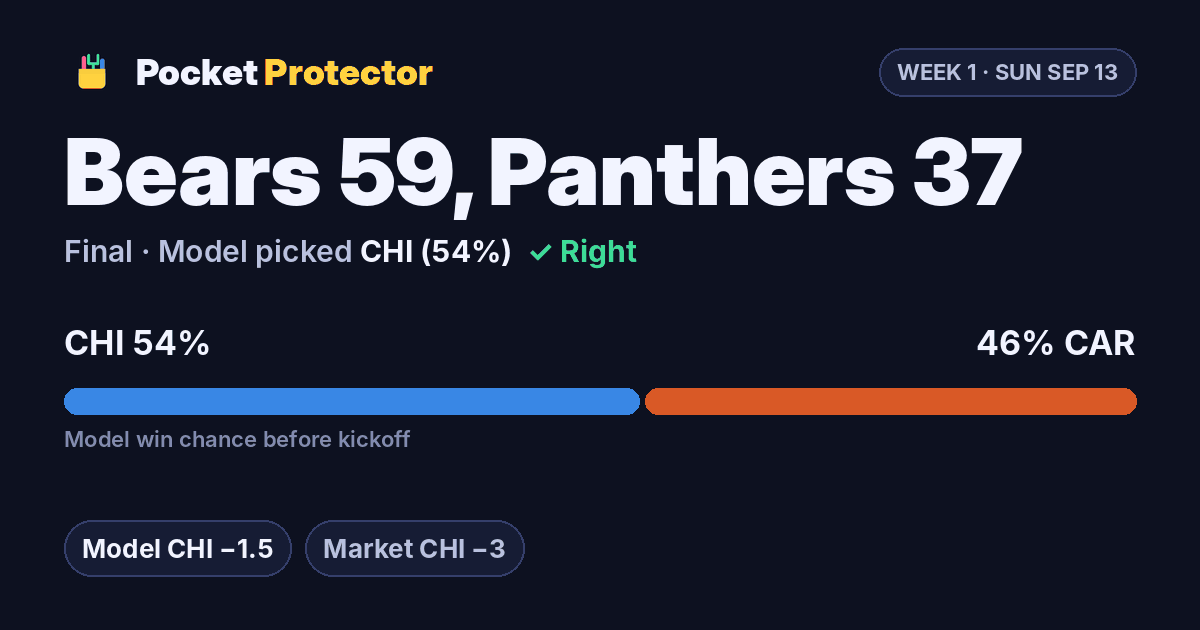 Pocket Protector
WEEK 1 · SUN SEP 13
Bears 59, Panthers 37
Final · Model picked CHI (54%) ✓ Right
CHI 54%
46% CAR
Model win chance before kickoff
Model CHI −1.5
Market CHI −3